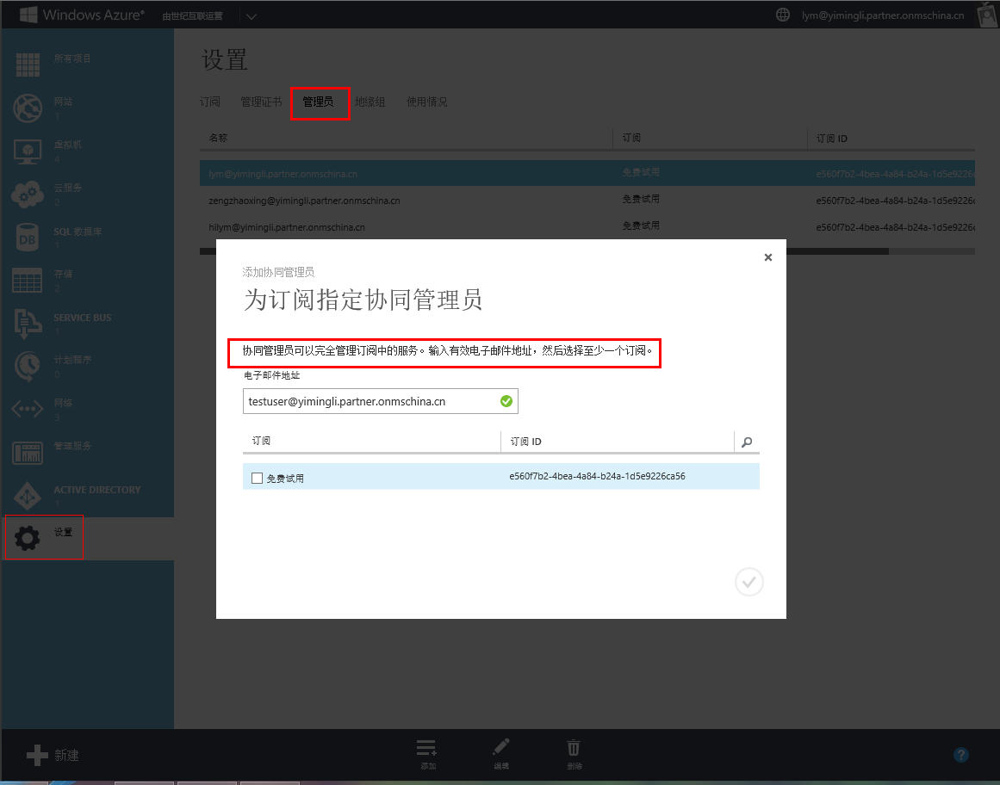 Windows Azure® 由世纪互联运营
lym@yimingli.partner.onmschina.cn
所有项目
网站
1
虚拟机
4
云服务
2
SQL 数据库
1
存储
2
SERVICE BUS
1
计划程序
0
网络
3
管理服务
ACTIVE DIRECTORY
1
设置
设置
订阅 管理证书 管理员 地缘组 使用情况
名称 订阅 订阅 ID
lym@yimingli.partner.onmschina.cn 免费试用 e560f7b2-4bea-4a84-b24a-1d5e9226c
zengzhaoxing@yimingli.partner.onmschina.cn 免费试用 e560f7b2-4bea-4a84-b24a-1d5e9226c
hilym@yimingli.partner.onmschina.cn 免费试用 e560f7b2-4bea-4a84-b24a-1d5e9226c
添加协同管理员
为订阅指定协同管理员
协同管理员可以完全管理订阅中的服务。输入有效电子邮件地址，然后选择至少一个订阅。
电子邮件地址
testuser@yimingli.partner.onmschina.cn
订阅 订阅 ID
免费试用 e560f7b2-4bea-4a84-b24a-1d5e9226ca56
新建
添加 编辑 删除